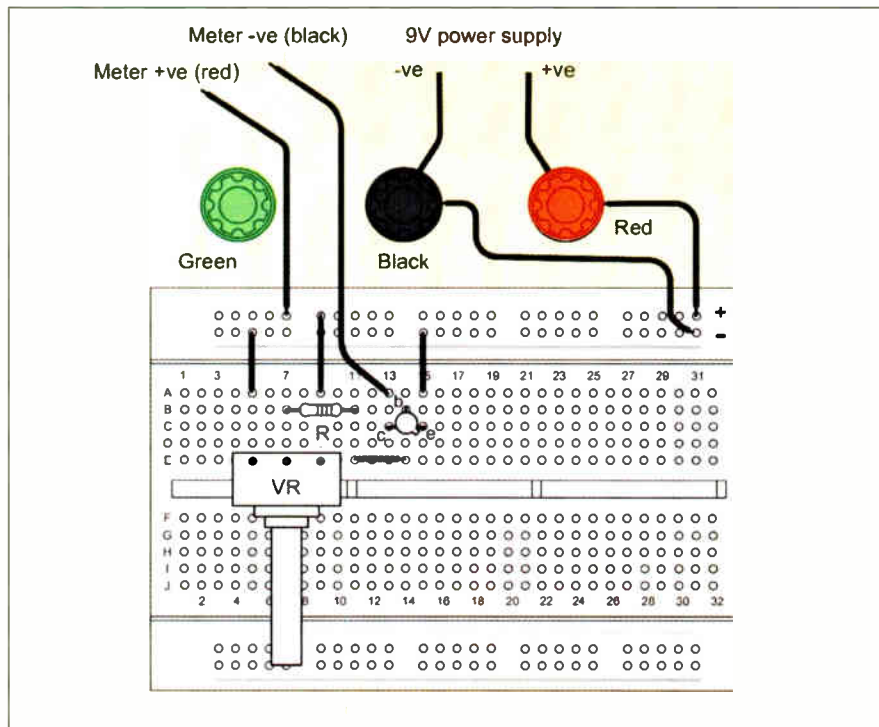 Meter -ve (black) 9V power supply
Meter +ve (red) -ve +ve
Red
Green Black
+
-
1 3 7 11 13 15 17 19 21 23 25 27 29 31
A
B b
C c e
R
E
VR
F
G
H
I
J
2 4 6 8 10 12 14 16 18 20 22 24 26 28 30 32